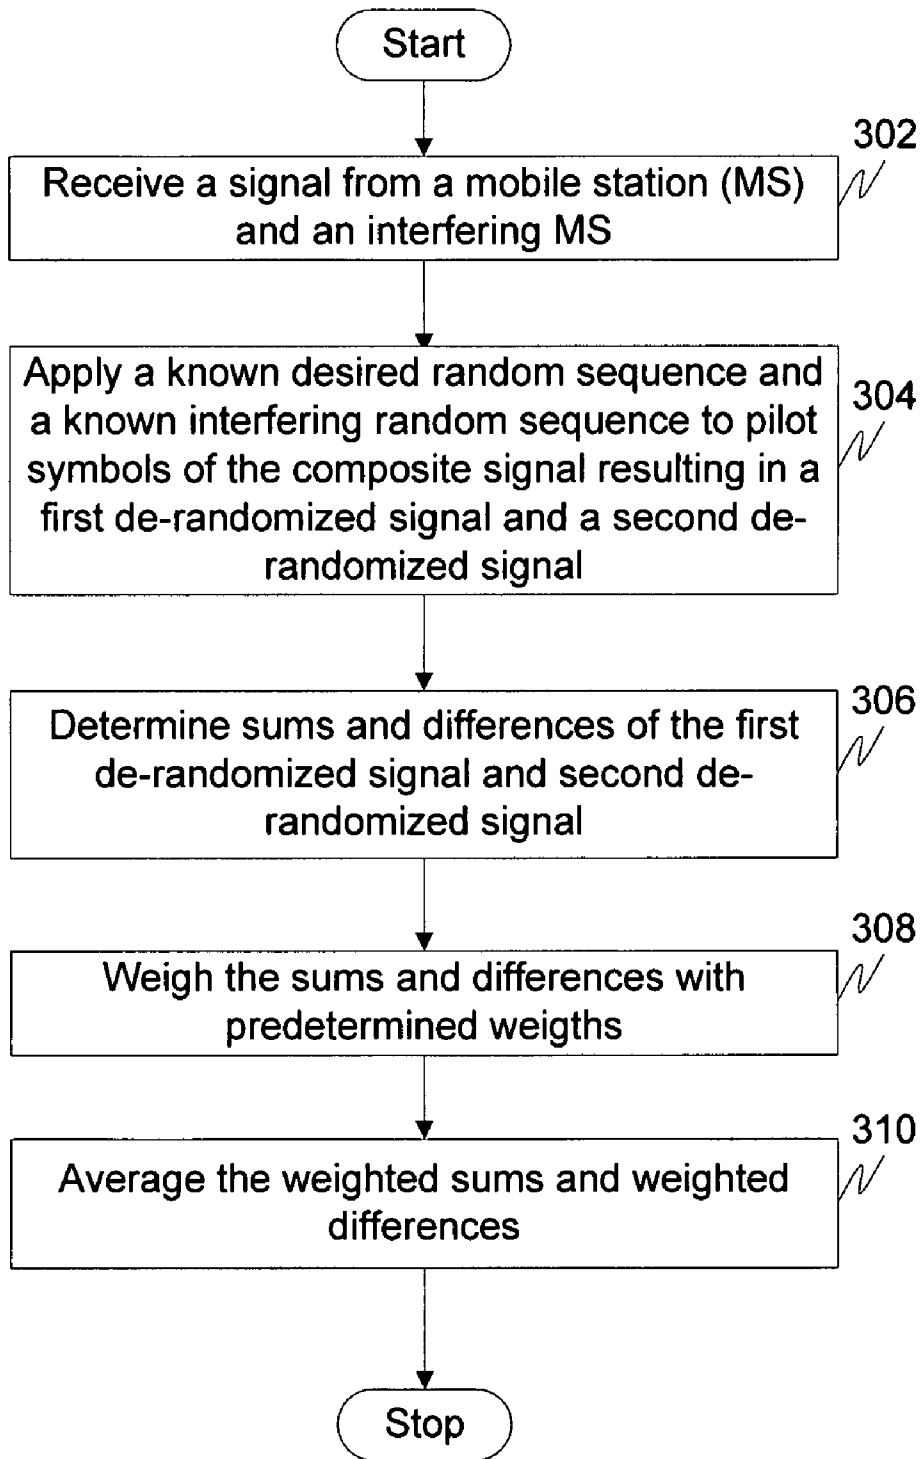 Start
302
Receive a signal from a mobile station (MS)
and an interfering MS
304
Apply a known desired random sequence and
a known interfering random sequence to pilot
symbols of the composite signal resulting in a
first de-randomized signal and a second de-
randomized signal
306
Determine sums and differences of the first
de-randomized signal and second de-
randomized signal
308
Weigh the sums and differences with
predetermined weigths
310
Average the weighted sums and weighted
differences
Stop